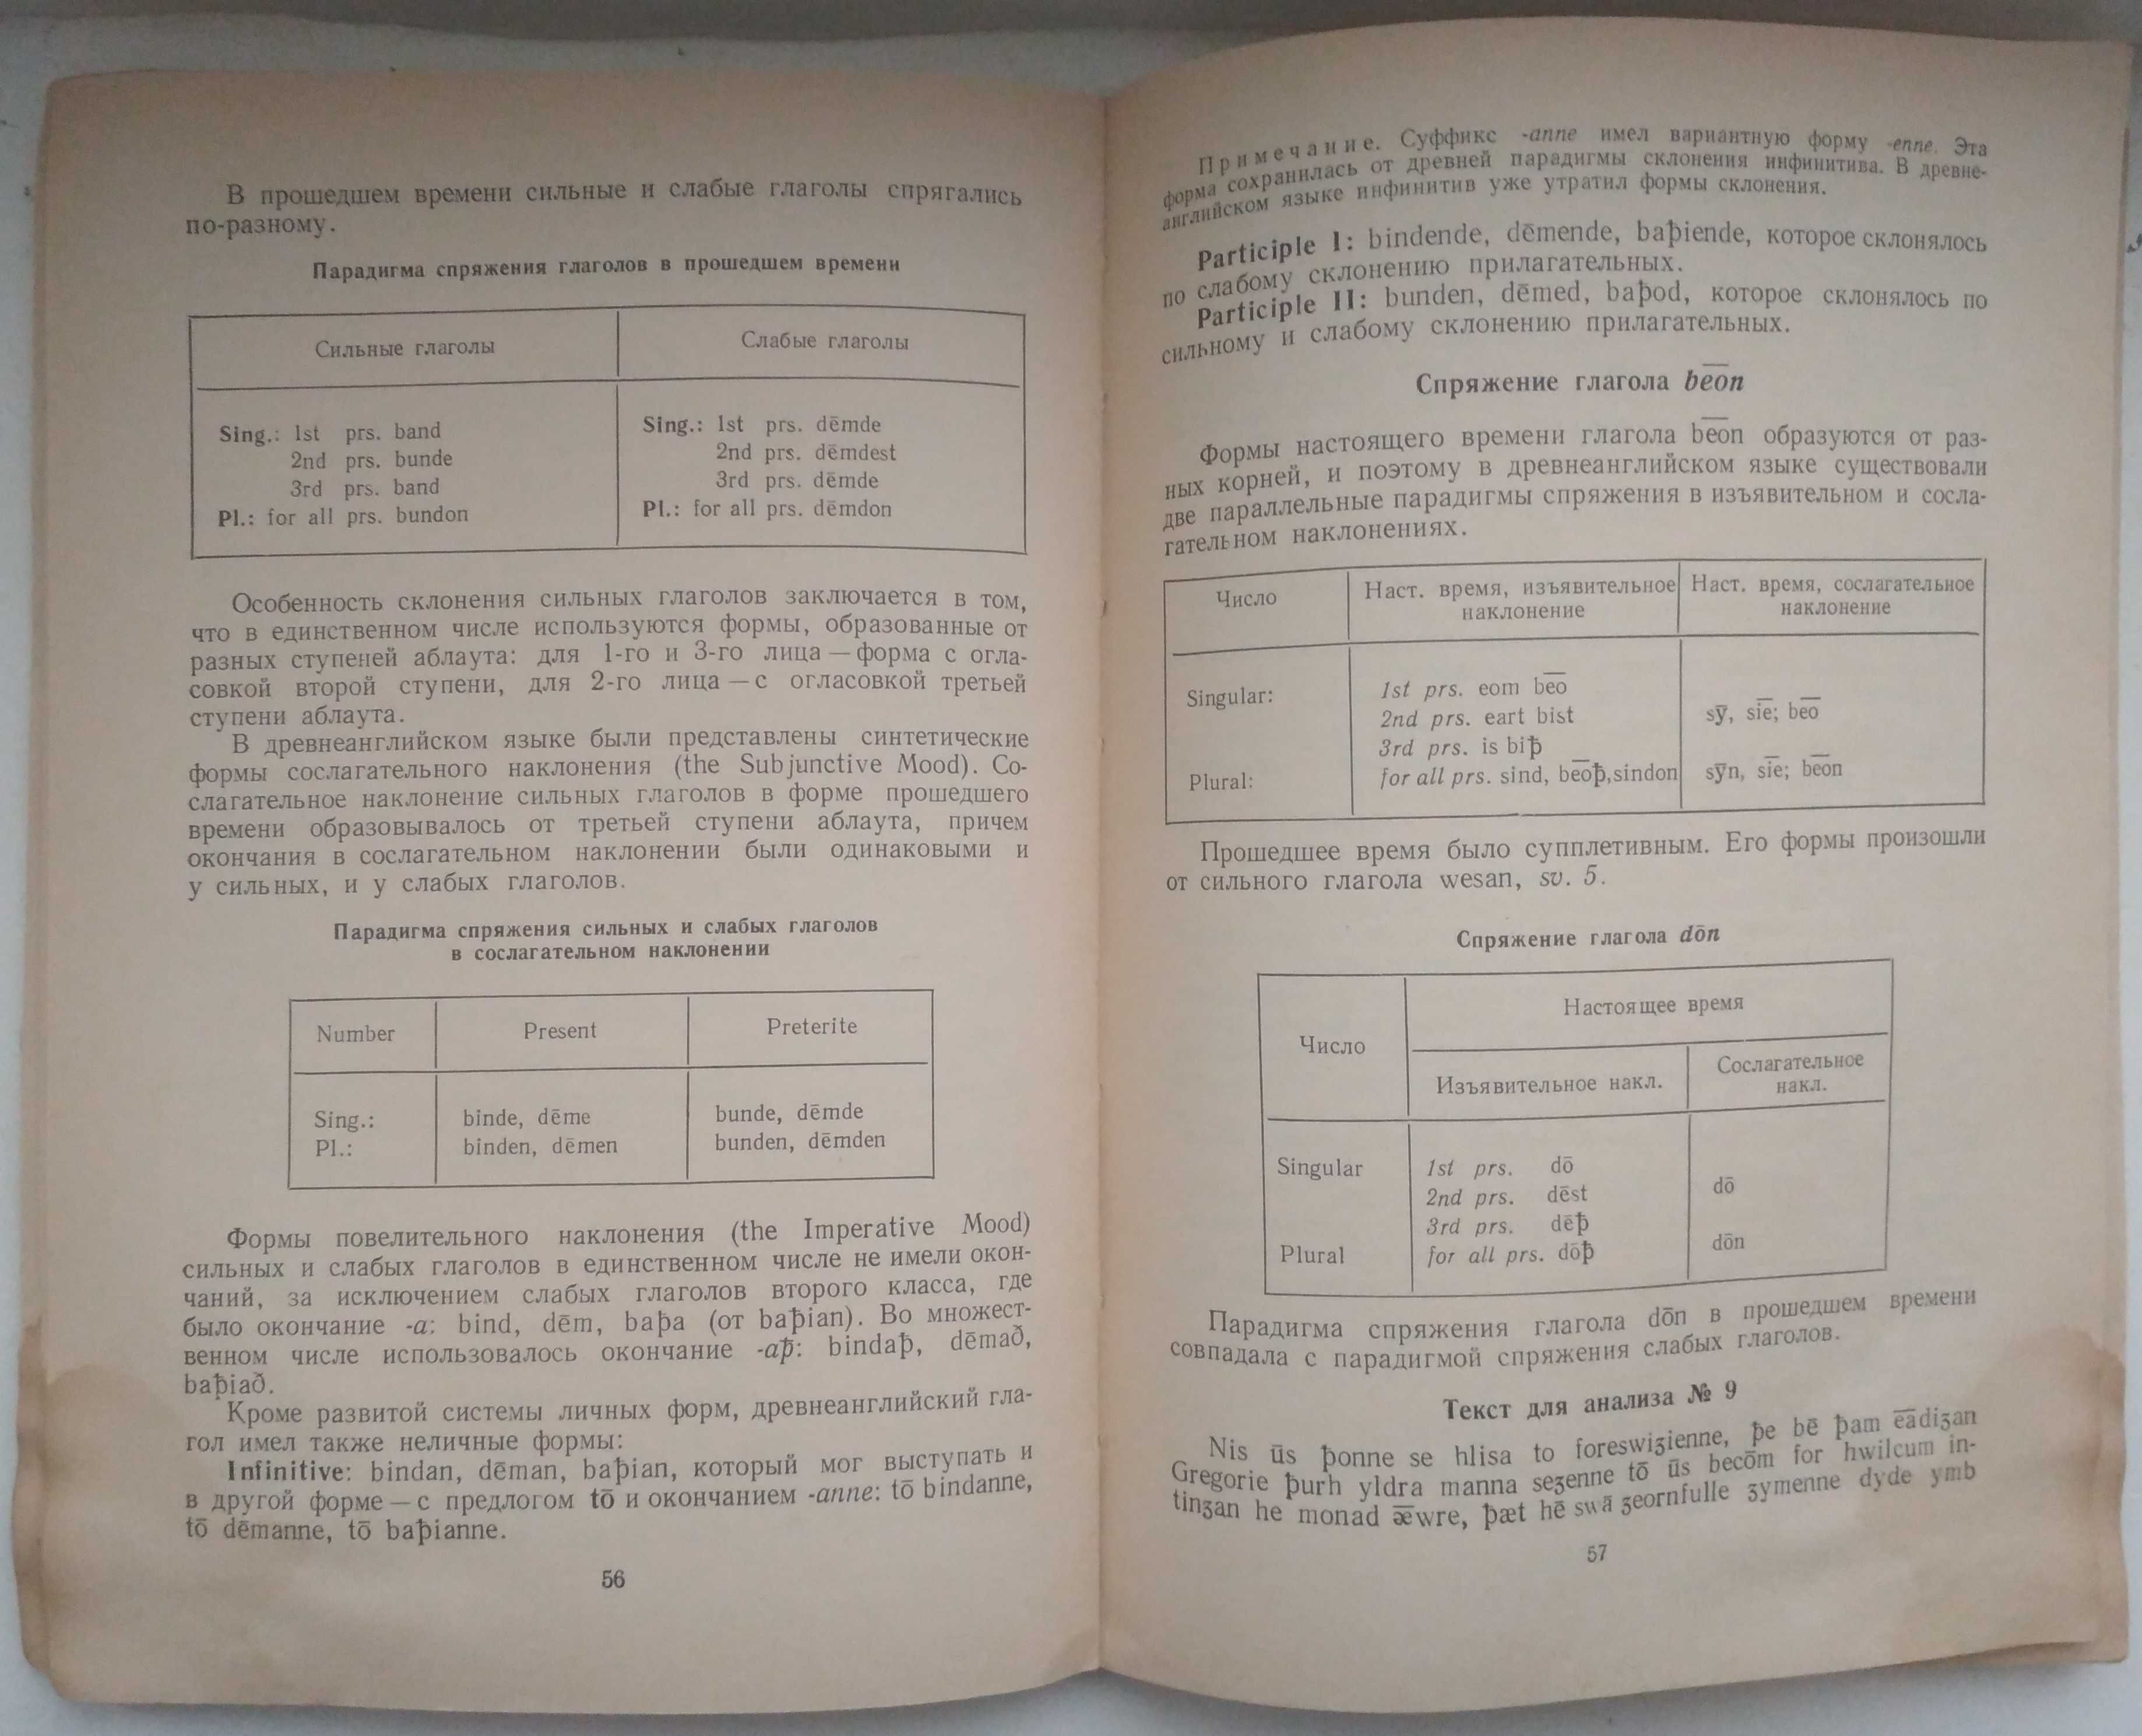 В прошедшем времени сильные и слабые глаголы спрягались
по-разному.
Парадигма спряжения глаголов в прошедшем времени
Сильные глаголы
Слабые глаголы
Sing.: 1st prs. band
2nd prs. bunde
3rd prs. band
Pl.: for all prs. bundon
Sing.: 1st prs. dēmde
2nd prs. dēmdest
3rd prs. dēmde
Pl.: for all prs. dēmdon
Особенность склонения сильных глаголов заключается в том,
что в единственном числе используются формы, образованные от
разных ступеней аблаута: для 1-го и 3-го лица — форма с огла-
совкой второй ступени, для 2-го лица — с огласовкой третьей
ступени аблаута.
В древнеанглийском языке были представлены синтетические
формы сослагательного наклонения (the Subjunctive Mood). Со-
слагательное наклонение сильных глаголов в форме прошедшего
времени образовывалось от третьей ступени аблаута, причем
окончания в сослагательном наклонении были одинаковыми и
у сильных, и у слабых глаголов.
Парадигма спряжения сильных и слабых глаголов
в сослагательном наклонении
Number
Present
Preterite
Sing.:
binde, dēme
bunde, dēmde
Pl.:
binden, dēmen
bunden, dēmden
Формы повелительного наклонения (the Imperative Mood)
сильных и слабых глаголов в единственном числе не имели окон-
чаний, за исключением слабых глаголов второго класса, где
было окончание -a: bind, dēm, baþa (от baþian). Во множест-
венном числе использовалось окончание -aþ: bindaþ, dēmað,
baþiað.
Кроме развитой системы личных форм, древнеанглийский гла-
гол имел также неличные формы:
Infinitive: bindan, dēman, baþian, который мог выступать и
в другой форме — с предлогом tō и окончанием -anne: tō bindanne,
tō dēmanne, tō baþianne.
56
Примечание. Суффикс -anne имел вариантную форму -enne. Эта
форма сохранилась от древней парадигмы склонения инфинитива. В древне-
английском языке инфинитив уже утратил формы склонения.
Participle I: bindende, dēmende, baþiende, которое склонялось
по слабому склонению прилагательных.
Participle II: bunden, dēmed, baþod, которое склонялось по
сильному и слабому склонению прилагательных.
Спряжение глагола be͞on
Формы настоящего времени глагола be͞on образуются от раз-
ных корней, и поэтому в древнеанглийском языке существовали
две параллельные парадигмы спряжения в изъявительном и сосла-
гательном наклонениях.
Число
Наст. время, изъявительное
наклонение
Наст. время, сослагательное
наклонение
Singular:
1st prs. eom be͞o
2nd prs. eart bist
3rd prs. is biþ
sȳ, si͞e; be͞o
Plural:
for all prs. sind, be͞oþ, sindon
sȳn, si͞e; be͞on
Прошедшее время было супплетивным. Его формы произошли
от сильного глагола wesan, sv. 5.
Спряжение глагола dōn
Число
Настоящее время
Изъявительное накл.
Сослагательное
накл.
Singular
1st prs. dō
2nd prs. dēst
3rd prs. dēþ
dō
Plural
for all prs. dōþ
dōn
Парадигма спряжения глагола dōn в прошедшем времени
совпадала с парадигмой спряжения слабых глаголов.
Текст для анализа № 9
Nis ūs þonne se hlisa to foreswiʒienne, þe bē þam e͞adiʒan
Gregorie þurh yldra manna seʒenne tō ūs becōm for hwilcum in-
tinʒan he monad ǣwre, þæt hē swā ʒeornfulle ʒymenne dyde ymb
57